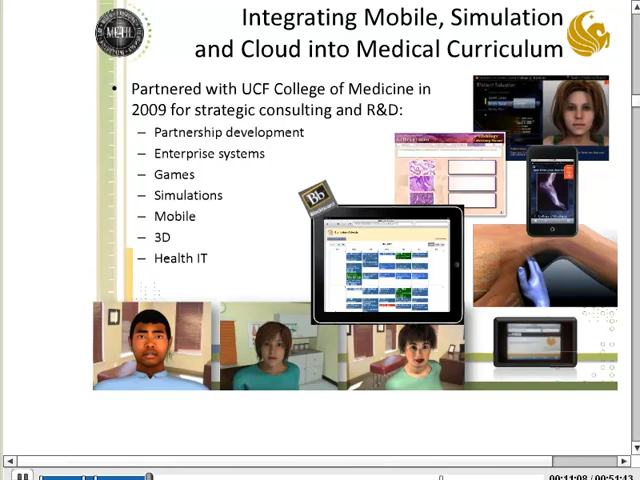 Integrating Mobile, Simulation
and Cloud into Medical Curriculum
• Partnered with UCF College of Medicine in
2009 for strategic consulting and R&D:
– Partnership development
– Enterprise systems
– Games
– Simulations
– Mobile
– 3D
– Health IT
Bb
00:11:08 / 00:51:43